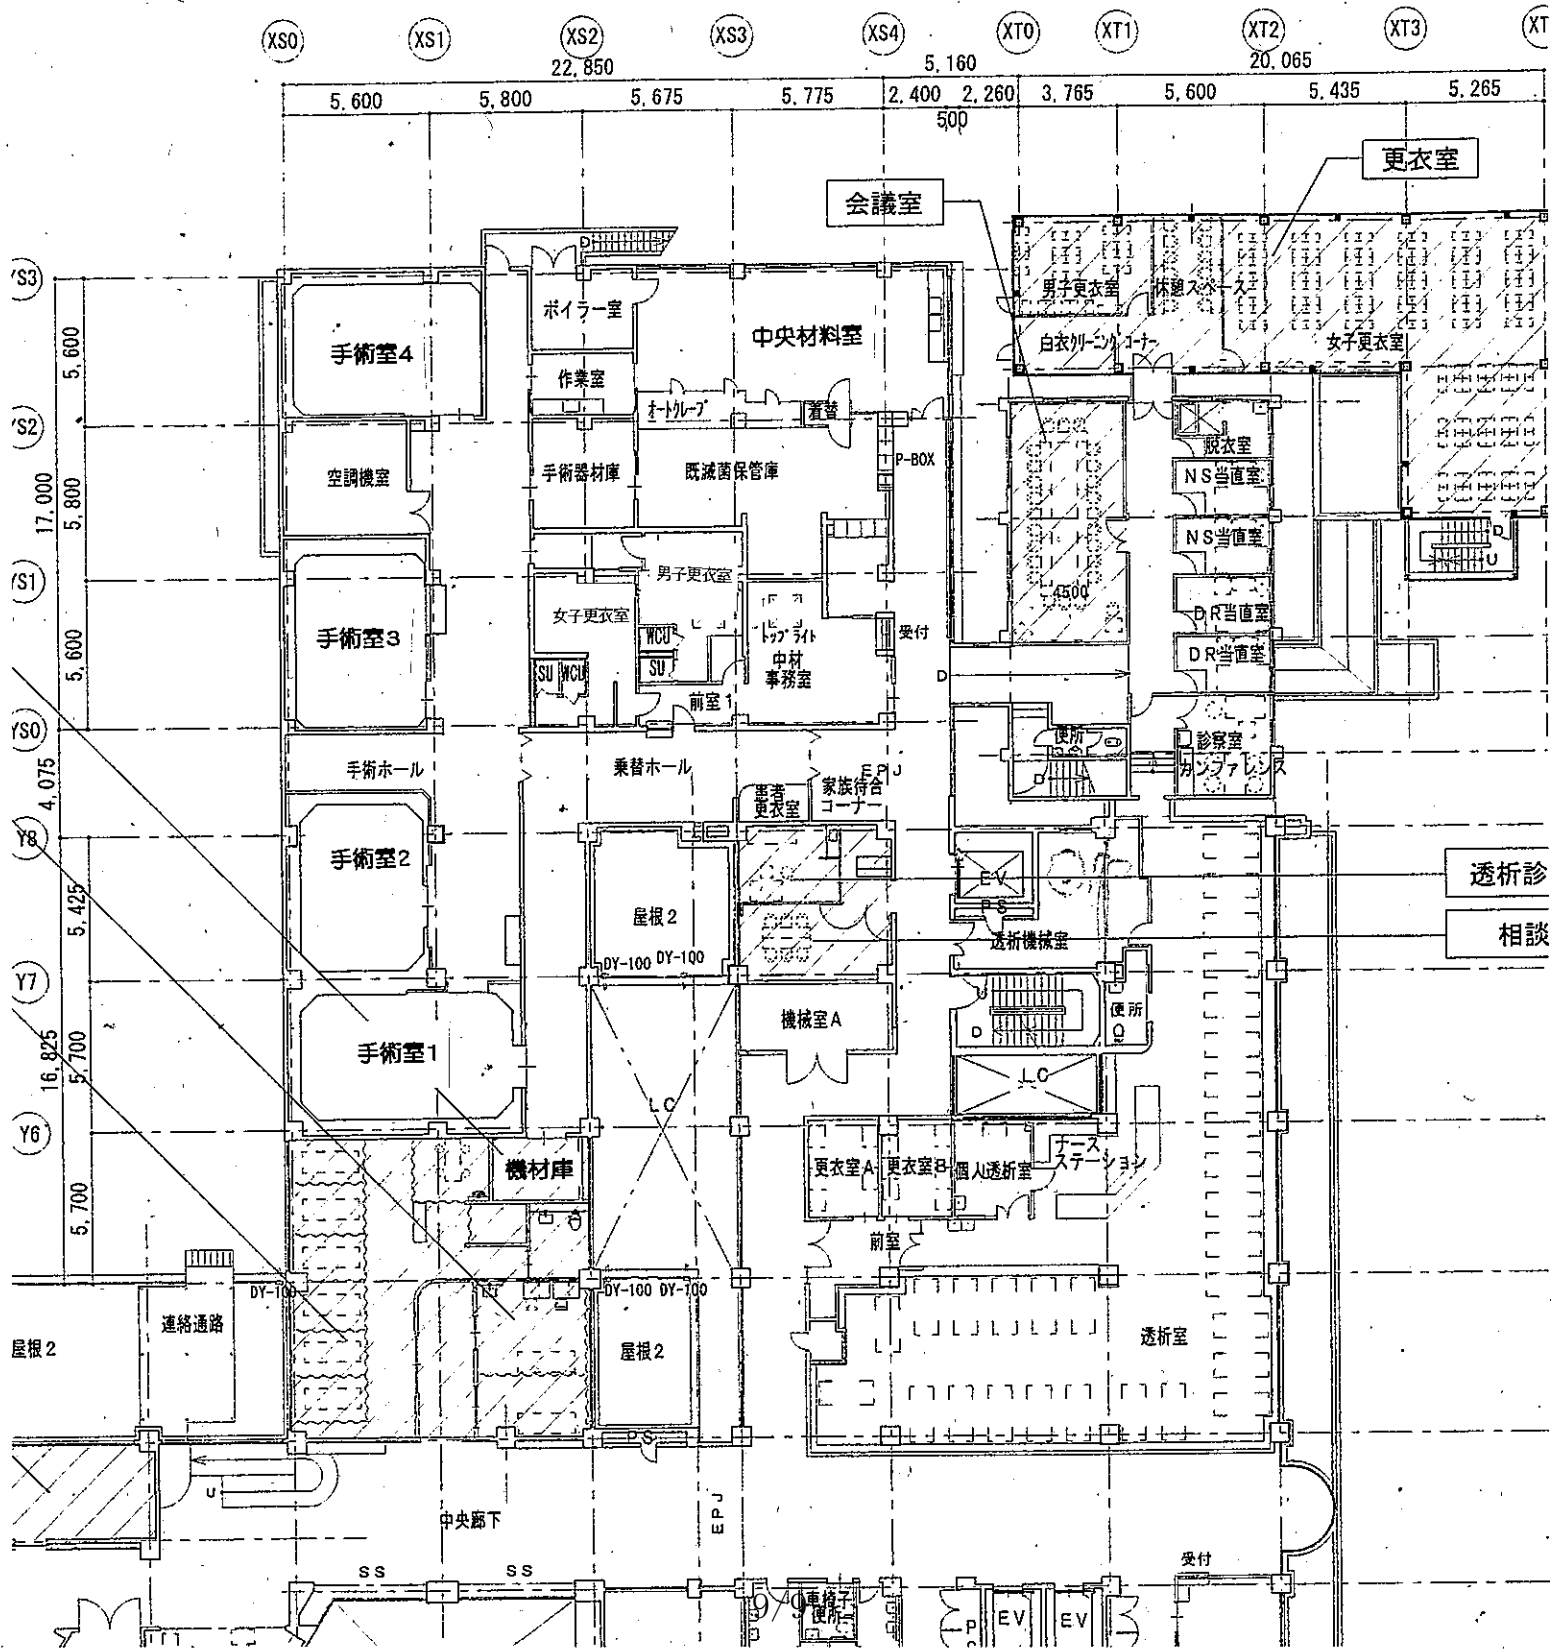 XS0 XS1 XS2 XS3 XS4 XT0 XT1 XT2 XT3 XT
22,850 5,160 20,065
5,600 5,800 5,675 5,775 2,400 2,260 3,765 5,600 5,435 5,265
500
更衣室
会議室
YS3
D
ボイラー室
中央材料室
男子更衣室
休憩スペース
手術室4
白衣クリーニング コーナー
女子更衣室
5,600
作業室
オートクレーブ
着替
YS2
空調機室
手術器材庫
既滅菌保管庫
P-BOX
脱衣室
NS当直室
17,000
5,800
NS当直室
D
U
YS1
男子更衣室
4500
女子更衣室
DR当直室
手術室3
WCU
トップライト
受付
DR当直室
5,600
SU WCU
SU
中材
事務室
D
前室1
YS0
便所
診察室
手術ホール
乗替ホール
EPJ
カンファレンス
4,075
患者
更衣室
家族待合
コーナー
D
Y8
手術室2
EV
透析診
5,425
屋根2
PS
相談
透析機械室
DY-100 DY-100
Y7
U
機械室A
便所
D
手術室1
16,825
5,700
LC
LC
Y6
機材庫
更衣室A
更衣室B
個人透析室
ナース
ステーション
5,700
前室
DY-100
DY-100 DY-100
連絡通路
屋根2
屋根2
透析室
PS
U
中央廊下
EPJ
受付
SS
SS
9/9
車椅子
便所
EV
EV
P